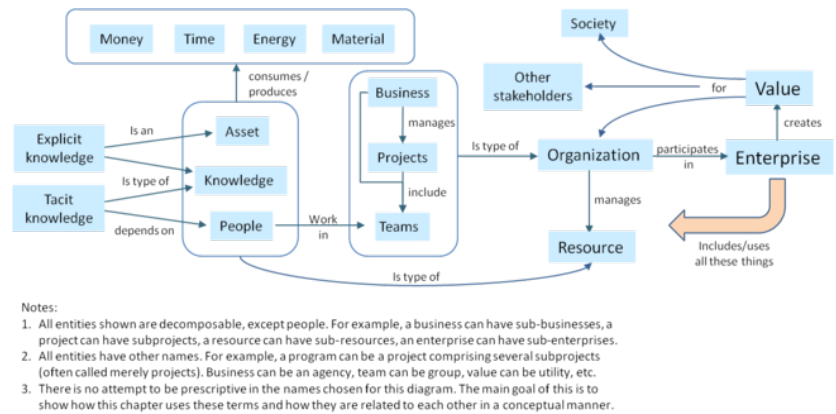 Society
Money Time Energy Material
Other
stakeholders
for
Value
consumes /
produces
Business
creates
Explicit
knowledge
Is an
Asset
manages
Is type of
Organization
participates
in
Enterprise
Projects
Is type of
Knowledge
Tacit
knowledge
include
manages
depends on
People
Work
in
Teams
Resource
Includes/uses
all these things
Is type of
Notes:
1. All entities shown are decomposable, except people. For example, a business can have sub-businesses, a
project can have subprojects, a resource can have sub-resources, an enterprise can have sub-enterprises.
2. All entities have other names. For example, a program can be a project comprising several subprojects
(often called merely projects). Business can be an agency, team can be group, value can be utility, etc.
3. There is no attempt to be prescriptive in the names chosen for this diagram. The main goal of this is to
show how this chapter uses these terms and how they are related to each other in a conceptual manner.